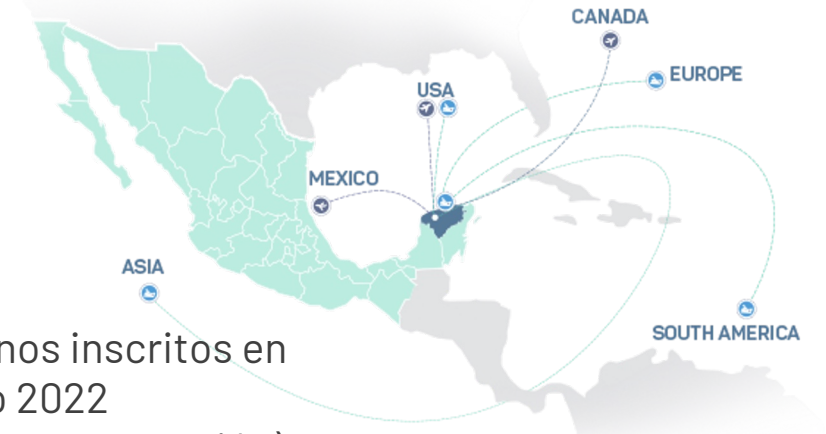 CANADA
EUROPE
USA
MEXICO
ASIA
SOUTH AMERICA
nos inscritos en
2022